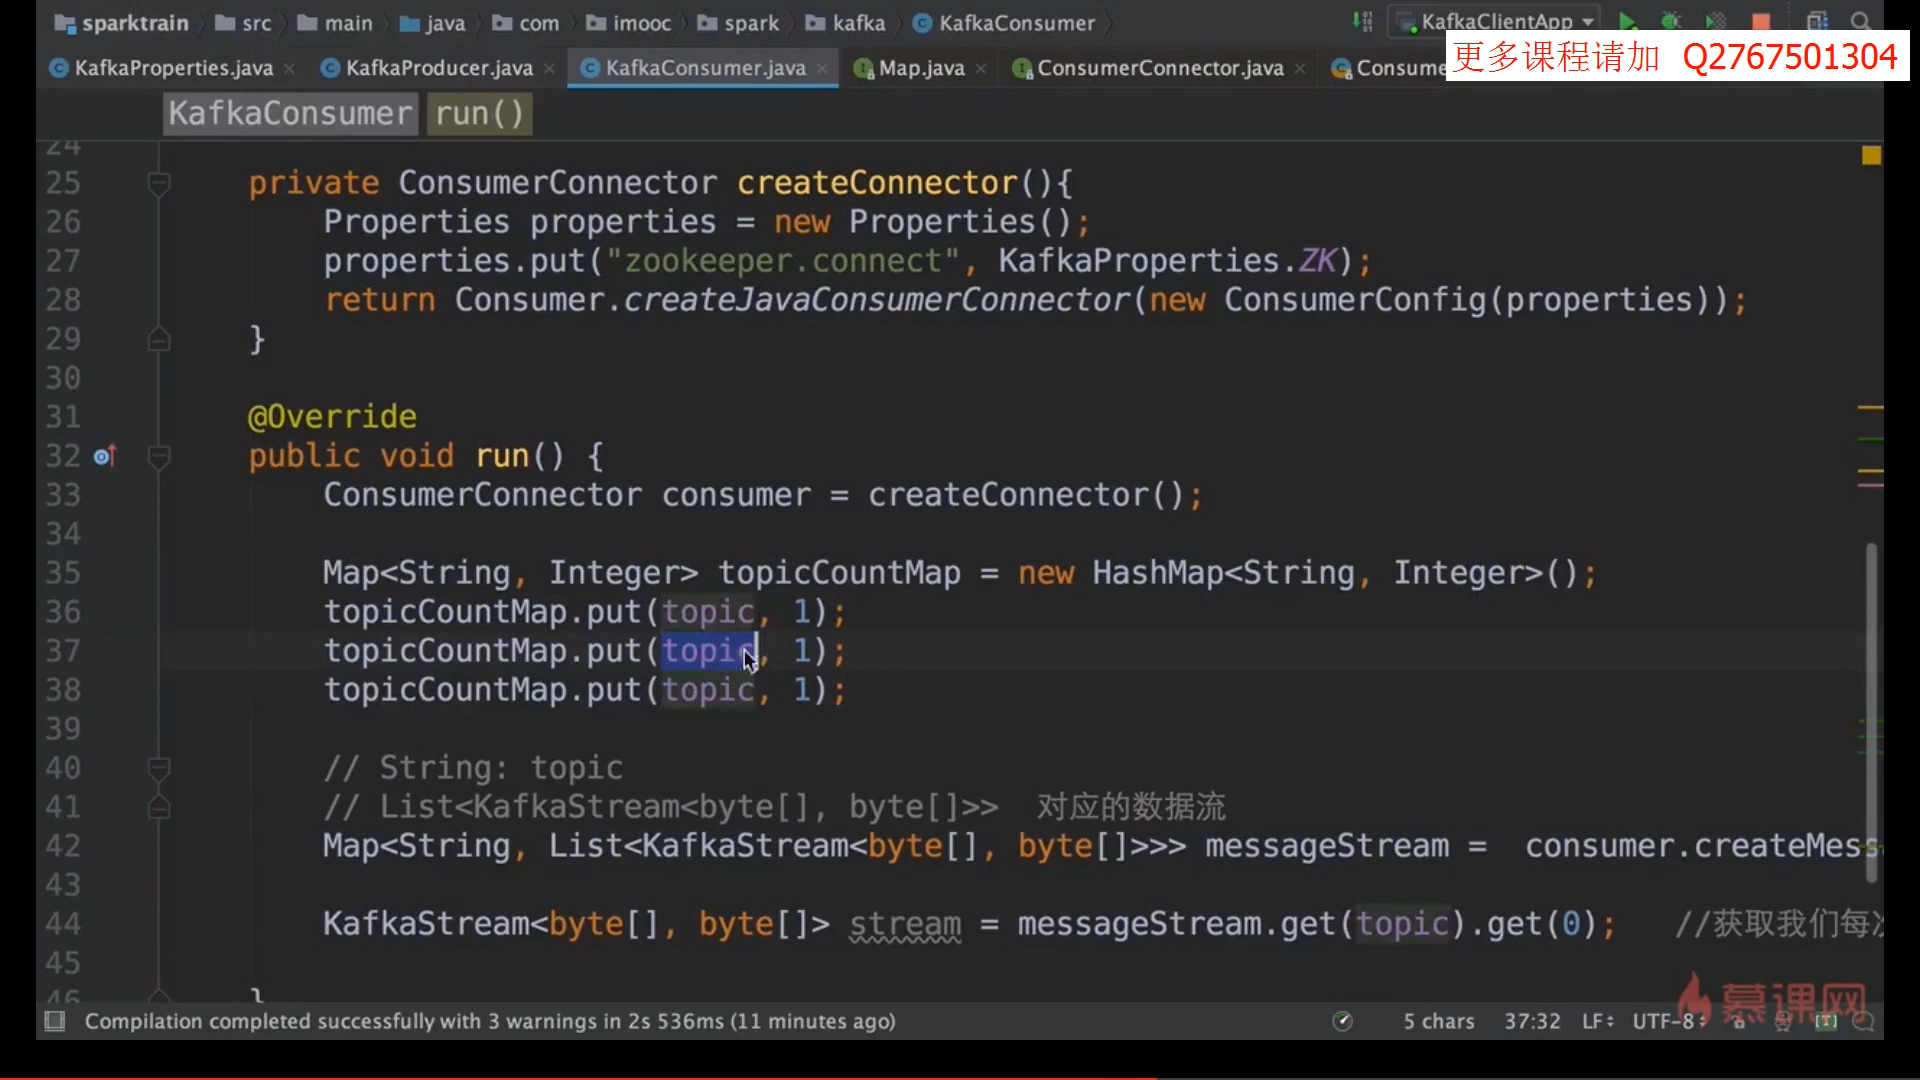 sparktrain src main java com imooc spark kafka KafkaConsumer KafkaClientApp
更多课程请加 Q2767501304
KafkaProperties.java KafkaProducer.java KafkaConsumer.java Map.java ConsumerConnector.java Consume
KafkaConsumer run()
24
25 private ConsumerConnector createConnector(){
26 Properties properties = new Properties();
27 properties.put("zookeeper.connect", KafkaProperties.ZK);
28 return Consumer.createJavaConsumerConnector(new ConsumerConfig(properties));
29 }
30
31 @Override
32 public void run() {
33 ConsumerConnector consumer = createConnector();
34
35 Map<String, Integer> topicCountMap = new HashMap<String, Integer>();
36 topicCountMap.put(topic, 1);
37 topicCountMap.put(topic, 1);
38 topicCountMap.put(topic, 1);
39
40 // String: topic
41 // List<KafkaStream<byte[], byte[]>> 对应的数据流
42 Map<String, List<KafkaStream<byte[], byte[]>>> messageStream = consumer.createMess
43
44 KafkaStream<byte[], byte[]> stream = messageStream.get(topic).get(0); //获取我们每次
45
46 }
慕课网
Compilation completed successfully with 3 warnings in 2s 536ms (11 minutes ago) 5 chars 37:32 LF UTF-8 [T]